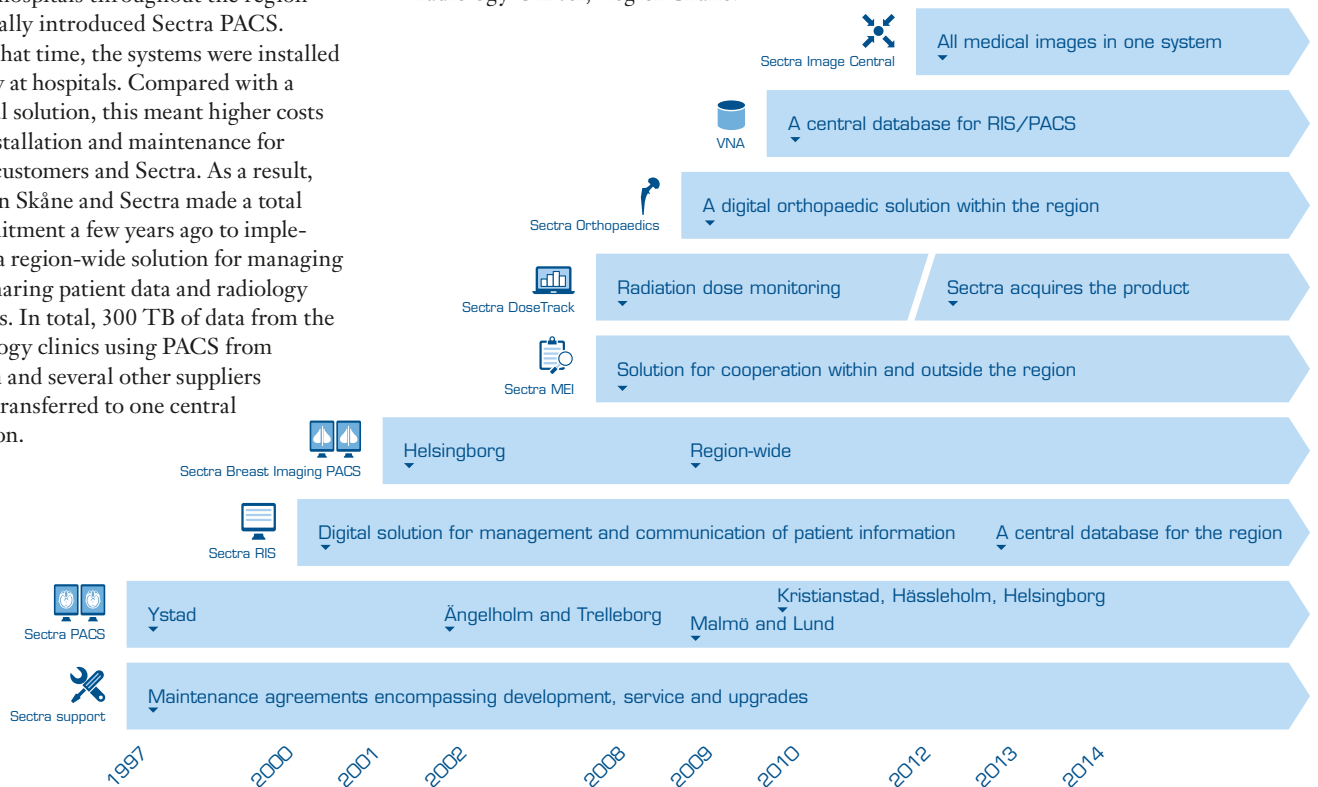 hospitals throughout the region
ally introduced Sectra PACS.
hat time, the systems were installed
at hospitals. Compared with a
l solution, this meant higher costs
stallation and maintenance for
customers and Sectra. As a result,
n Skåne and Sectra made a total
itment a few years ago to imple-
a region-wide solution for managing
haring patient data and radiology
s. In total, 300 TB of data from the
ogy clinics using PACS from
and several other suppliers
transferred to one central
on.
Sectra Image Central
All medical images in one system
VNA
A central database for RIS/PACS
Sectra Orthopaedics
A digital orthopaedic solution within the region
Sectra DoseTrack
Radiation dose monitoring
Sectra acquires the product
Sectra MEI
Solution for cooperation within and outside the region
Sectra Breast Imaging PACS
Helsingborg
Region-wide
Sectra RIS
Digital solution for management and communication of patient information
A central database for the region
Sectra PACS
Ystad
Ängelholm and Trelleborg
Kristianstad, Hässleholm, Helsingborg
Malmö and Lund
Sectra support
Maintenance agreements encompassing development, service and upgrades
1997 2000 2001 2002 2008 2009 2010 2012 2013 2014